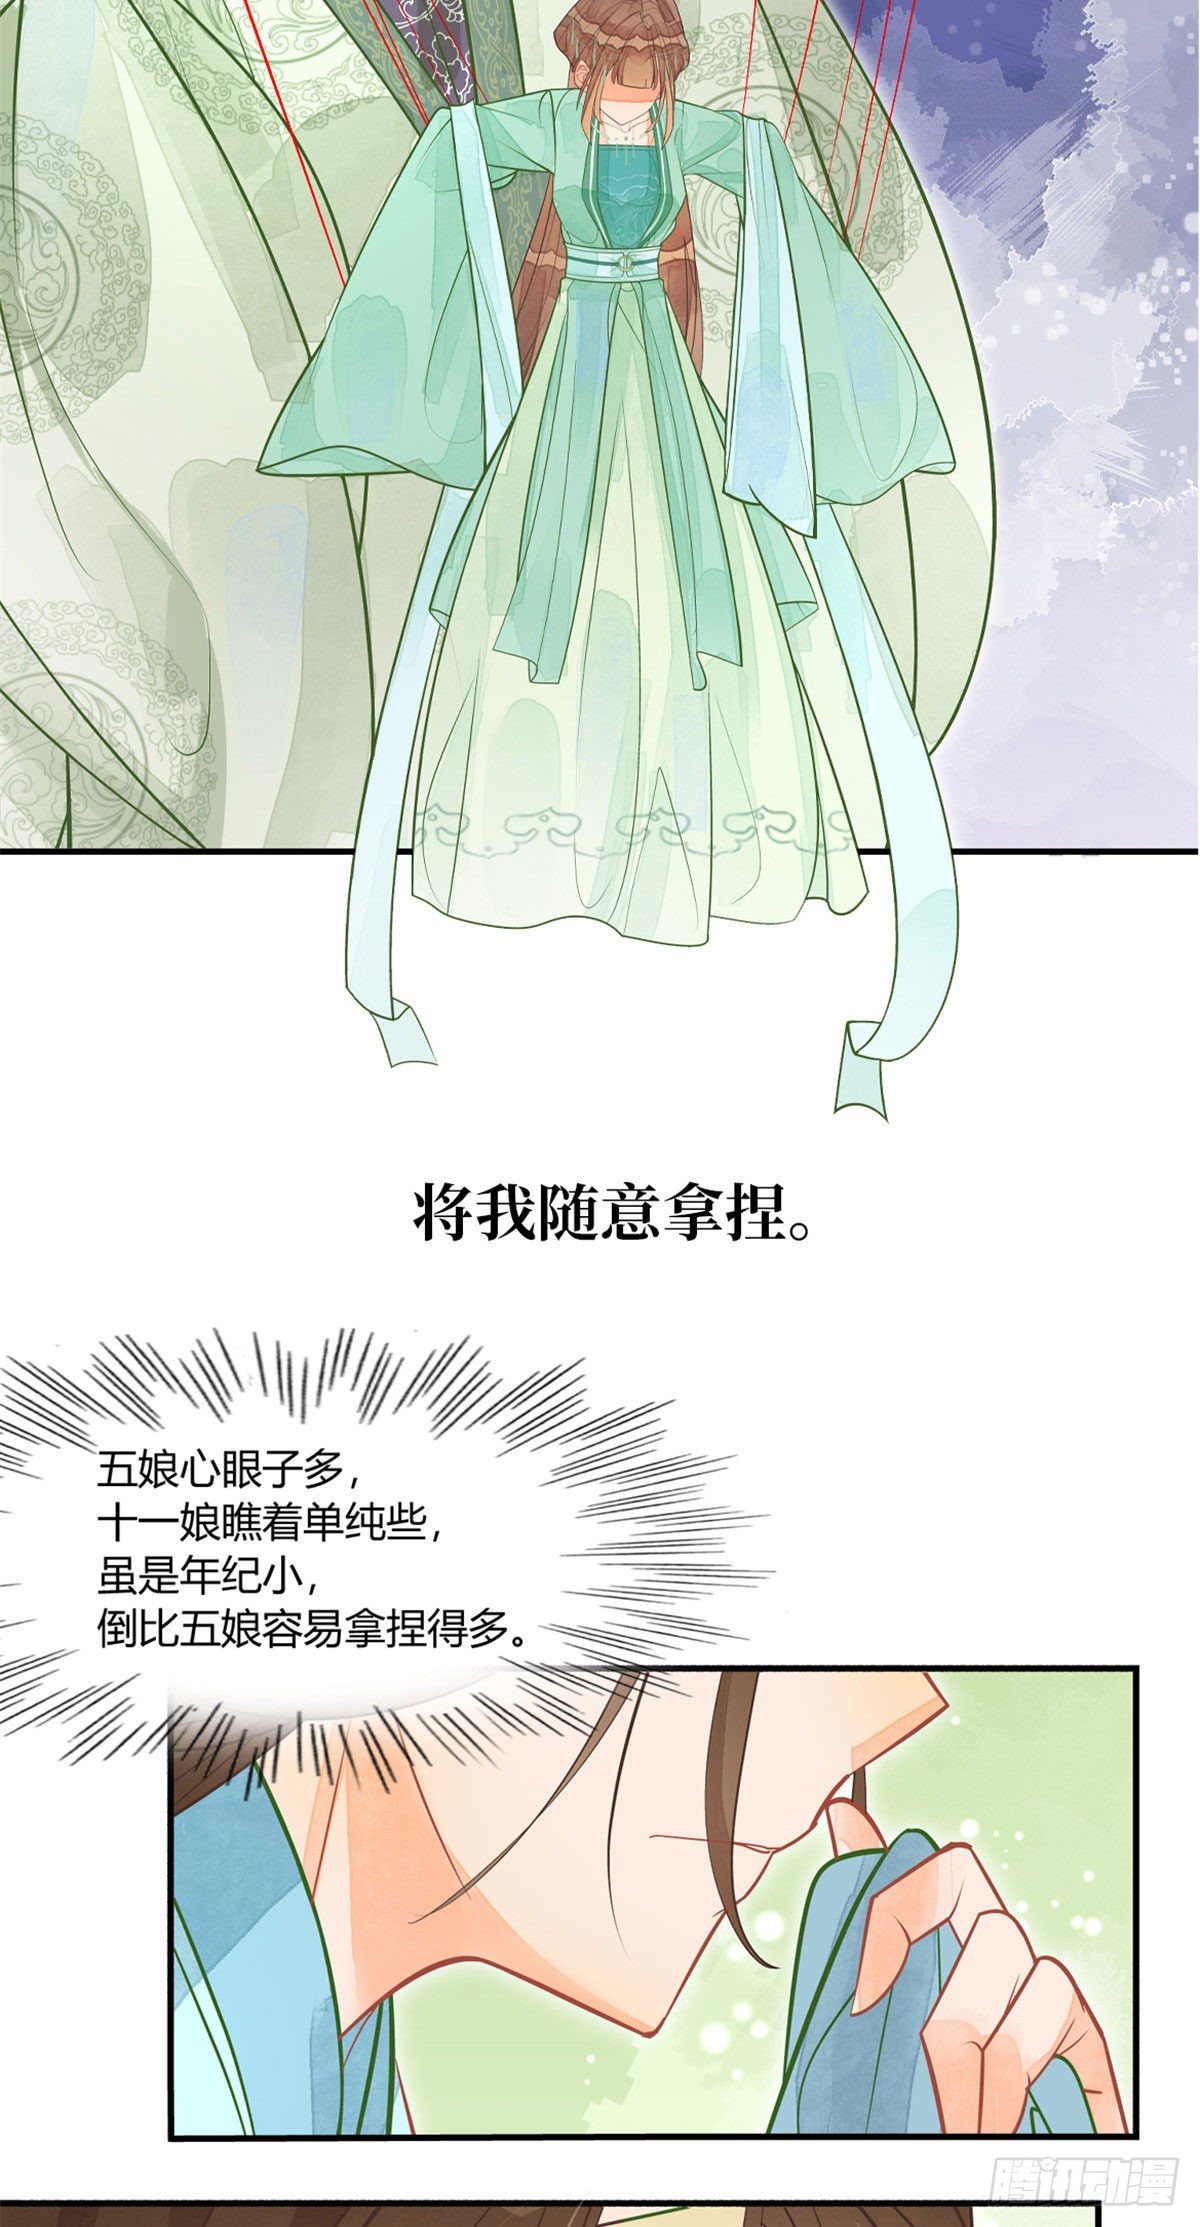 将我随意拿捏。
五娘心眼子多，
十一娘瞧着单纯些，
虽是年纪小，
倒比五娘容易拿捏得多。
腾讯动漫